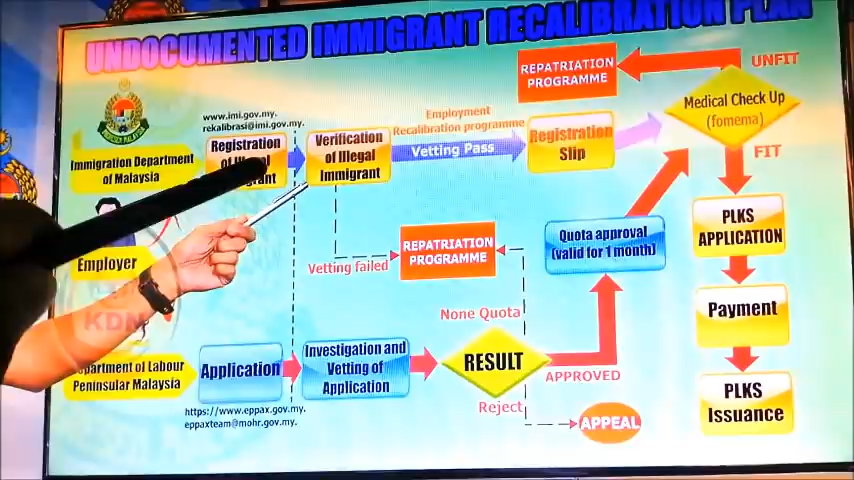 UNDOCUMENTED IMMIGRANT RECALIBRATION PLAN
REPATRIATION
PROGRAMME
UNFIT
Medical Check Up
(fomema)
www.imi.gov.my.
rekalibrasi@imi.gov.my.
Employment
Recalibration programme
Immigration Department
of Malaysia
Registration
of Illegal
Verification
of Illegal
Immigrant
Vetting Pass
Registration
Slip
FIT
PLKS
APPLICATION
Employer
Vetting failed
REPATRIATION
PROGRAMME
Quota approval
(valid for 1 month)
KDN
None Quota
Payment
Department of Labour
Peninsular Malaysia
Application
Investigation and
Vetting of
Application
RESULT
APPROVED
PLKS
Issuance
Reject
APPEAL
https://www.eppax.gov.my.
eppaxteam@mohr.gov.my.